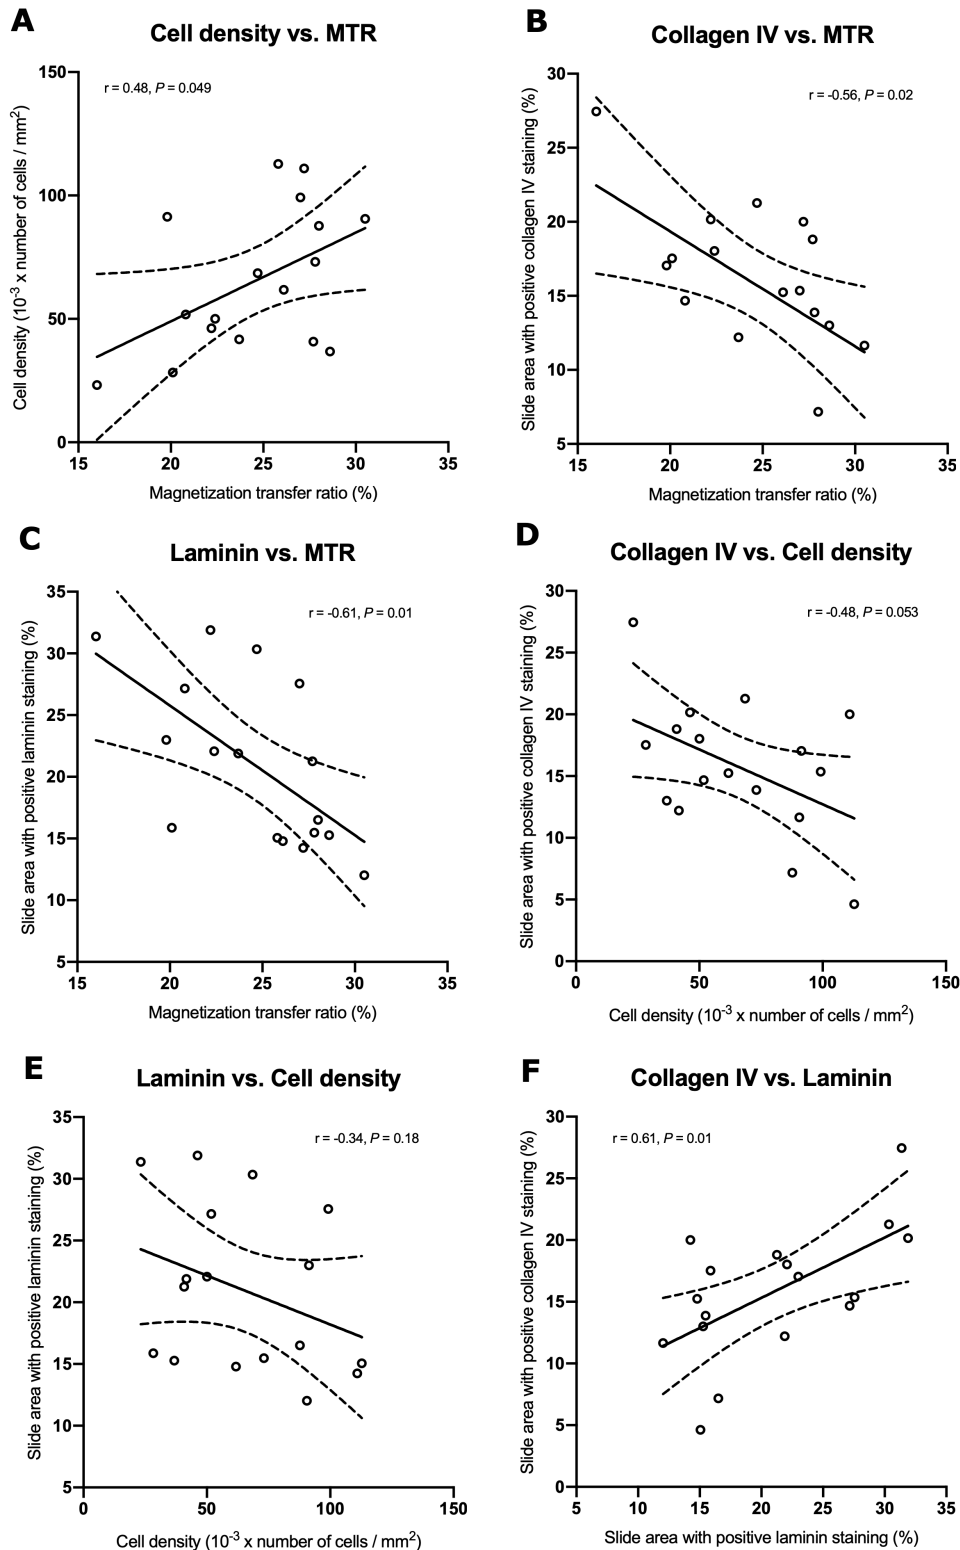 A
Cell density vs. MTR
r = 0.48, P = 0.049
Cell density (10-3 x number of cells / mm2)
150
100
50
0
15 20 25 30 35
Magnetization transfer ratio (%)
B
Collagen IV vs. MTR
r = -0.56, P = 0.02
Slide area with positive collagen IV staining (%)
30
25
20
15
10
5
15 20 25 30 35
Magnetization transfer ratio (%)
C
Laminin vs. MTR
r = -0.61, P = 0.01
Slide area with positive laminin staining (%)
35
30
25
20
15
10
5
15 20 25 30 35
Magnetization transfer ratio (%)
D
Collagen IV vs. Cell density
r = -0.48, P = 0.053
Slide area with positive collagen IV staining (%)
30
25
20
15
10
5
0
0 50 100 150
Cell density (10-3 x number of cells / mm2)
E
Laminin vs. Cell density
r = -0.34, P = 0.18
Slide area with positive laminin staining (%)
35
30
25
20
15
10
5
0 50 100 150
Cell density (10-3 x number of cells / mm2)
F
Collagen IV vs. Laminin
r = 0.61, P = 0.01
Slide area with positive collagen IV staining (%)
30
25
20
15
10
5
0
5 10 15 20 25 30 35
Slide area with positive laminin staining (%)